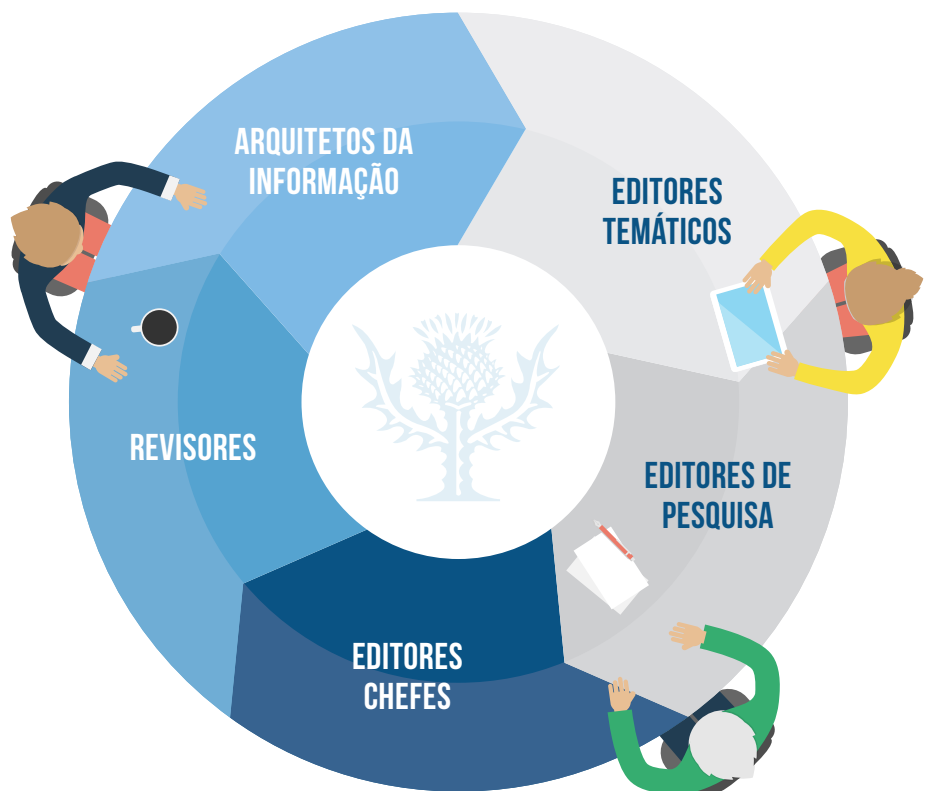 ARQUITETOS DA
INFORMAÇÃO
EDITORES
TEMÁTICOS
EDITORES DE
PESQUISA
EDITORES
CHEFES
REVISORES